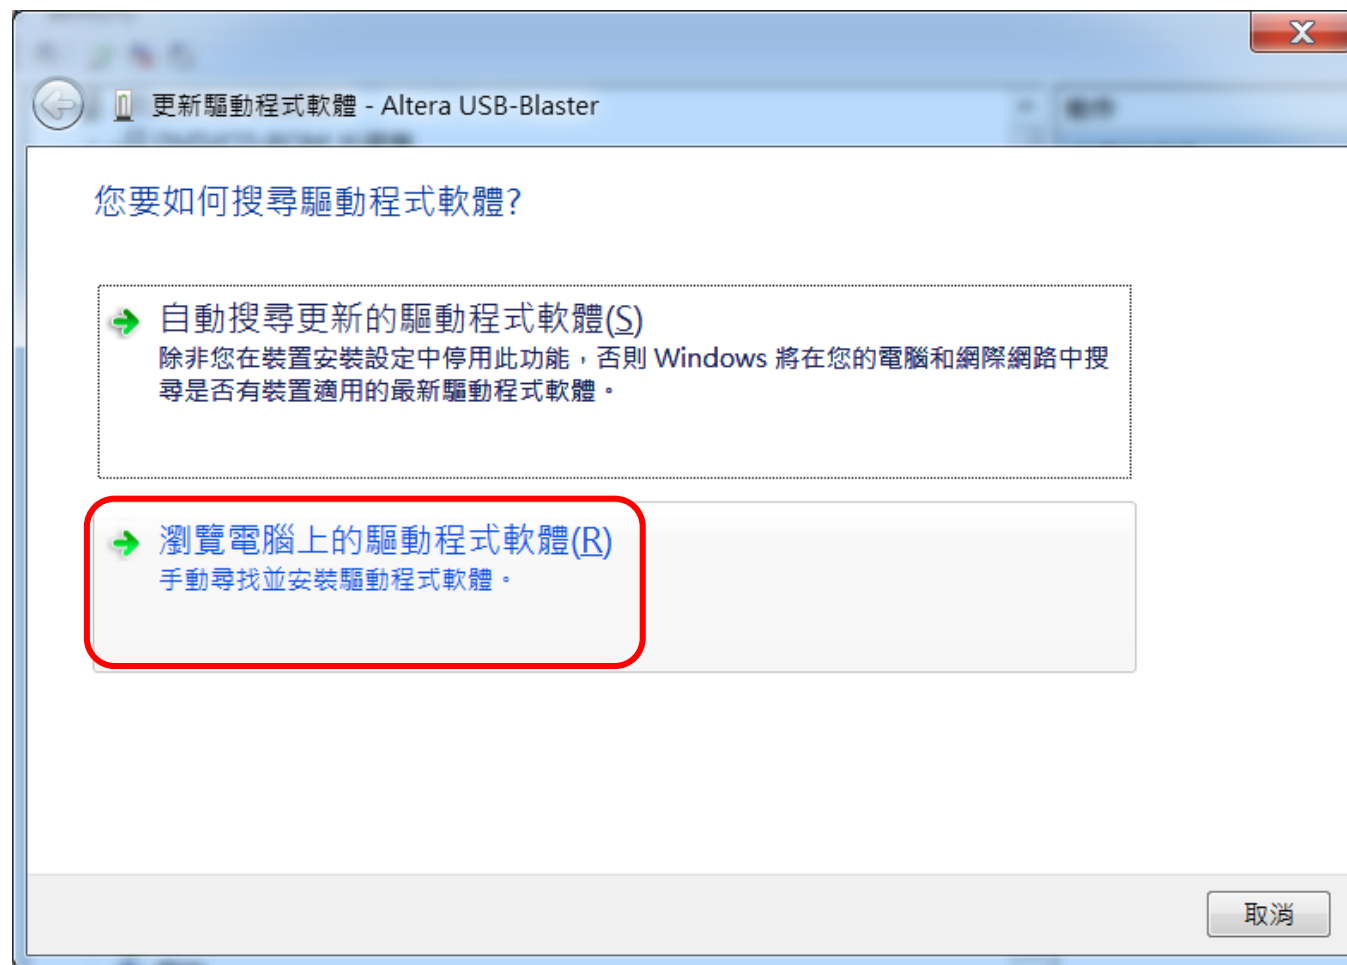 更新驅動程式軟體 - Altera USB-Blaster
您要如何搜尋驅動程式軟體?
自動搜尋更新的驅動程式軟體(S)
除非您在裝置安裝設定中停用此功能，否則 Windows 將在您的電腦和網際網路中搜
尋是否有裝置適用的最新驅動程式軟體。
瀏覽電腦上的驅動程式軟體(R)
手動尋找並安裝驅動程式軟體。
取消